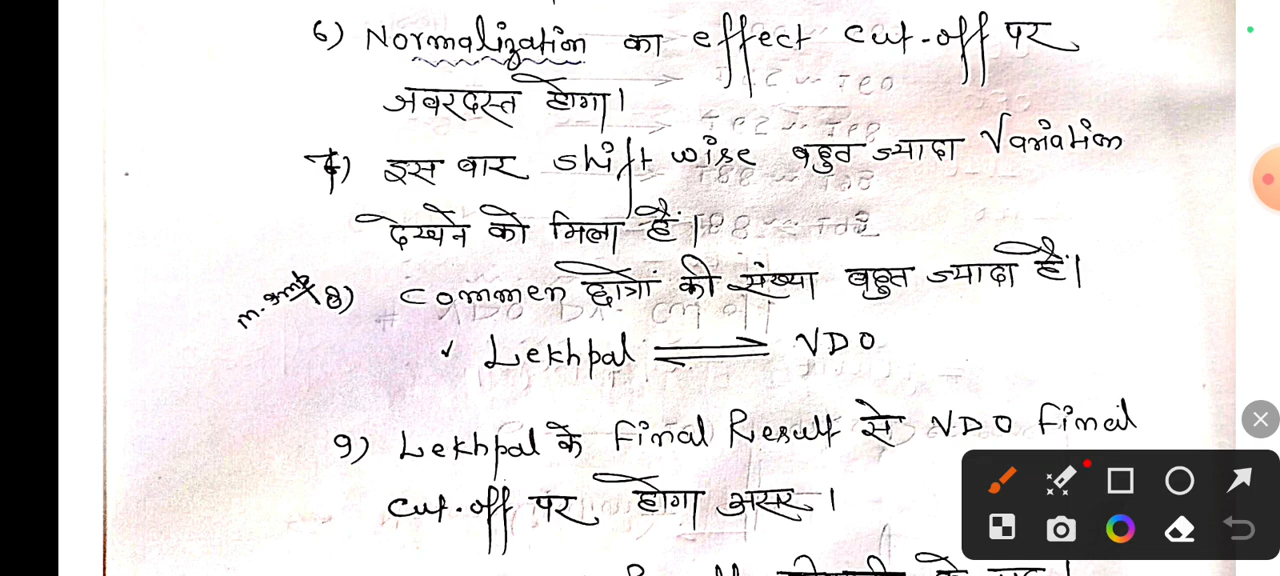 6) Normalization का effect cut-off पर
जबरदस्त होगा।
7) इस बार shift wise बहुत ज्यादा Variation
देखने को मिला है।
8) Commen छात्रों की संख्या बहुत ज्यादा है।
✓ Lekhpal ⇌ VDO
9) Lekhpal के Final Result से VDO Final
cut-off पर होगा असर।